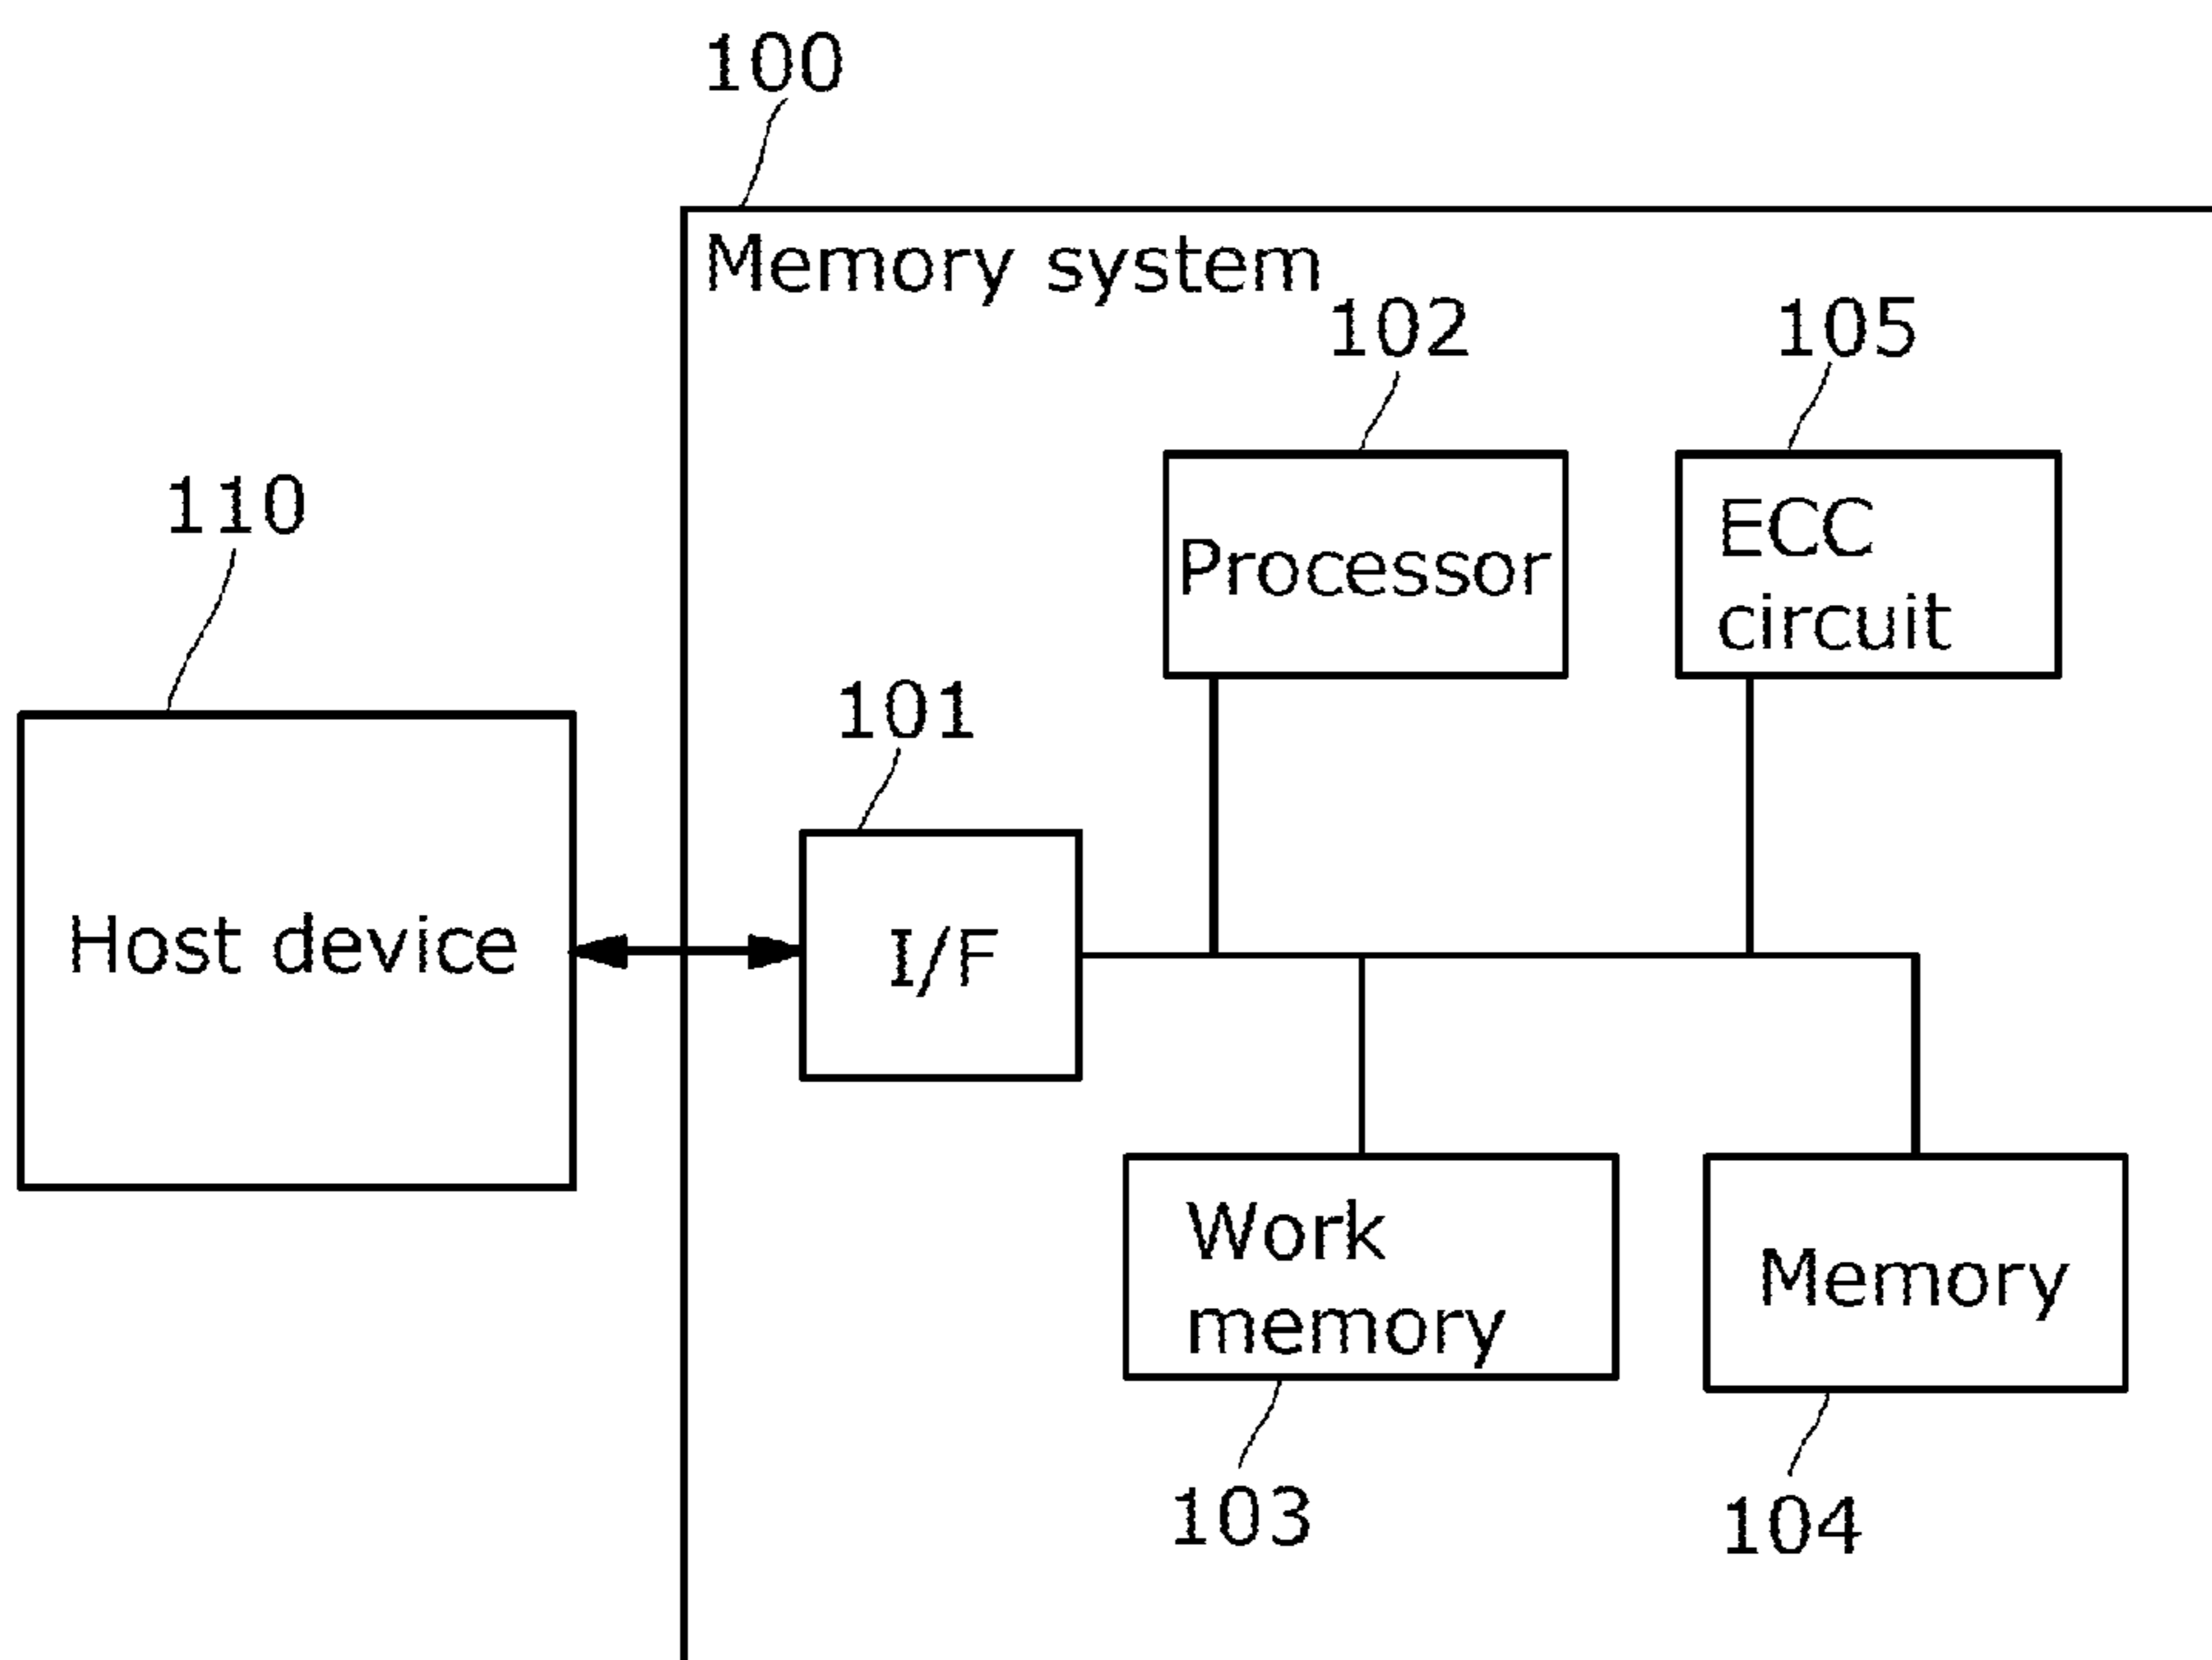 100
Memory system
102
105
110
Processor
ECC
circuit
101
Host device
I/F
Work
memory
Memory
103
104